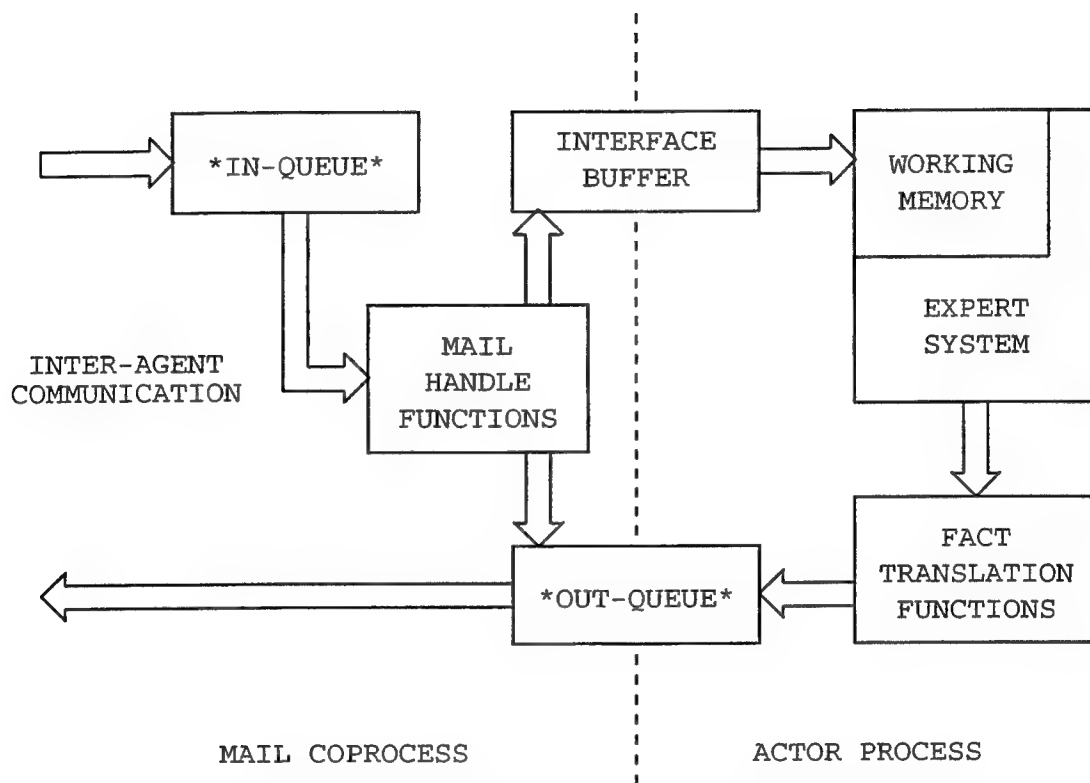 *IN-QUEUE*
INTERFACE
BUFFER
WORKING
MEMORY
EXPERT
SYSTEM
INTER-AGENT
COMMUNICATION
MAIL
HANDLE
FUNCTIONS
FACT
TRANSLATION
FUNCTIONS
*OUT-QUEUE*
MAIL COPROCESS
ACTOR PROCESS